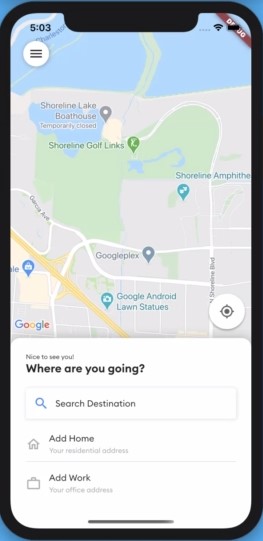 5:03
Shoreline Lake
Boathouse
Temporarily closed
Shoreline Golf Links
Shoreline Amphithe
Garcia Ave
Googleplex
N Shoreline Blvd
le
Google Android
Lawn Statues
Google
Nice to see you!
Where are you going?
Search Destination
Add Home
Your residential address
Add Work
Your office address